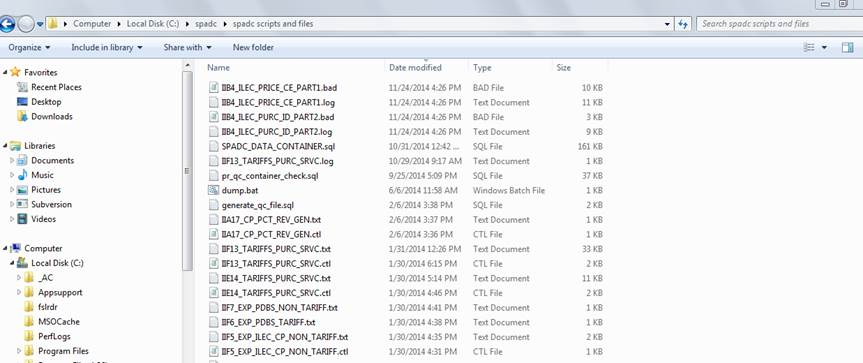 Computer ▸ Local Disk (C:) ▸ spadc ▸ spadc scripts and files
Search spadc scripts and files
Organize Include in library Share with New folder
Favorites
Recent Places
Desktop
Downloads
Libraries
Documents
Music
Pictures
Subversion
Videos
Computer
Local Disk (C:)
_AC
Appsupport
fslrdr
MSOCache
PerfLogs
Program Files
Name Date modified Type Size
IIB4_ILEC_PRICE_CE_PART1.bad 11/24/2014 4:26 PM BAD File 10 KB
IIB4_ILEC_PRICE_CE_PART1.log 11/24/2014 4:26 PM Text Document 11 KB
IIB4_ILEC_PURC_ID_PART2.bad 11/24/2014 4:26 PM BAD File 3 KB
IIB4_ILEC_PURC_ID_PART2.log 11/24/2014 4:26 PM Text Document 9 KB
SPADC_DATA_CONTAINER.sql 10/31/2014 12:42 ... SQL File 161 KB
IIF13_TARIFFS_PURC_SRVC.log 10/29/2014 9:17 AM Text Document 1 KB
pr_qc_container_check.sql 9/25/2014 5:09 PM SQL File 37 KB
dump.bat 6/6/2014 11:58 AM Windows Batch File 1 KB
generate_qc_file.sql 2/6/2014 3:38 PM SQL File 2 KB
IIA17_CP_PCT_REV_GEN.txt 2/6/2014 3:37 PM Text Document 1 KB
IIA17_CP_PCT_REV_GEN.ctl 2/6/2014 3:36 PM CTL File 1 KB
IIF13_TARIFFS_PURC_SRVC.txt 1/31/2014 12:26 PM Text Document 33 KB
IIF13_TARIFFS_PURC_SRVC.ctl 1/30/2014 6:15 PM CTL File 2 KB
IIE14_TARIFFS_PURC_SRVC.txt 1/30/2014 5:14 PM Text Document 11 KB
IIE14_TARIFFS_PURC_SRVC.ctl 1/30/2014 4:46 PM CTL File 2 KB
IIF7_EXP_PDBS_NON_TARIFF.txt 1/30/2014 4:41 PM Text Document 1 KB
IIF6_EXP_PDBS_TARIFF.txt 1/30/2014 4:38 PM Text Document 1 KB
IIF5_EXP_ILEC_CP_NON_TARIFF.txt 1/30/2014 4:35 PM Text Document 2 KB
IIF5_EXP_ILEC_CP_NON_TARIFF.ctl 1/30/2014 4:34 PM CTL File 1 KB